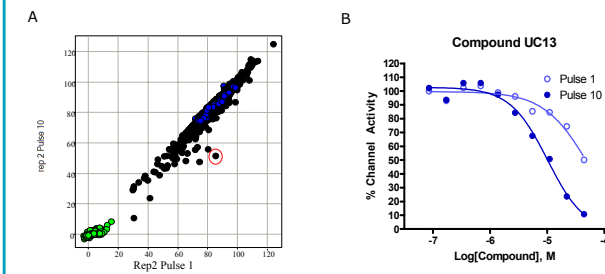 A
120
100
80
60
40
20
0
rep 2 Pulse 10
0 20 40 60 80 100 120
Rep2 Pulse 1
B
Compound UC13
120
110
100
90
80
70
60
50
40
30
20
10
0
% Channel Activity
Pulse 1
Pulse 10
-7 -6 -5 -4
Log[Compound], M